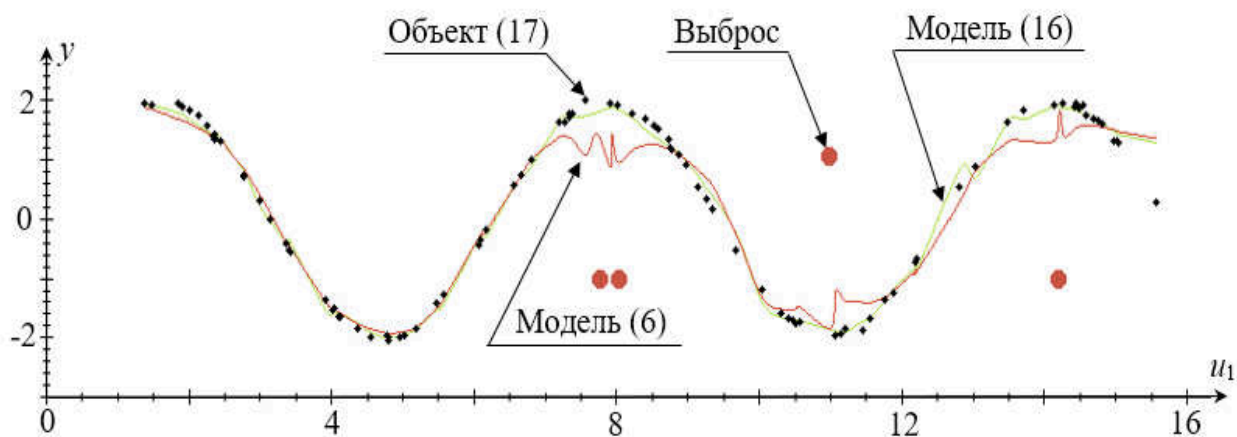 Объект (17)
Выброс
Модель (16)
y
2
0
-2
Модель (6)
u1
0
4
8
12
16